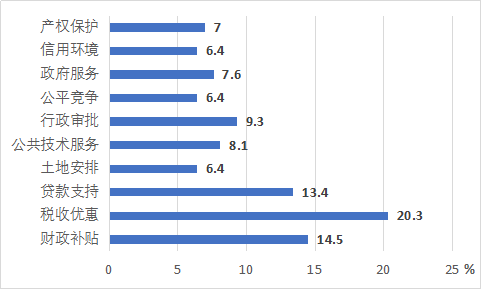 产权保护 7
信用环境 6.4
政府服务 7.6
公平竞争 6.4
行政审批 9.3
公共技术服务 8.1
土地安排 6.4
贷款支持 13.4
税收优惠 20.3
财政补贴 14.5
0 5 10 15 20 25 %